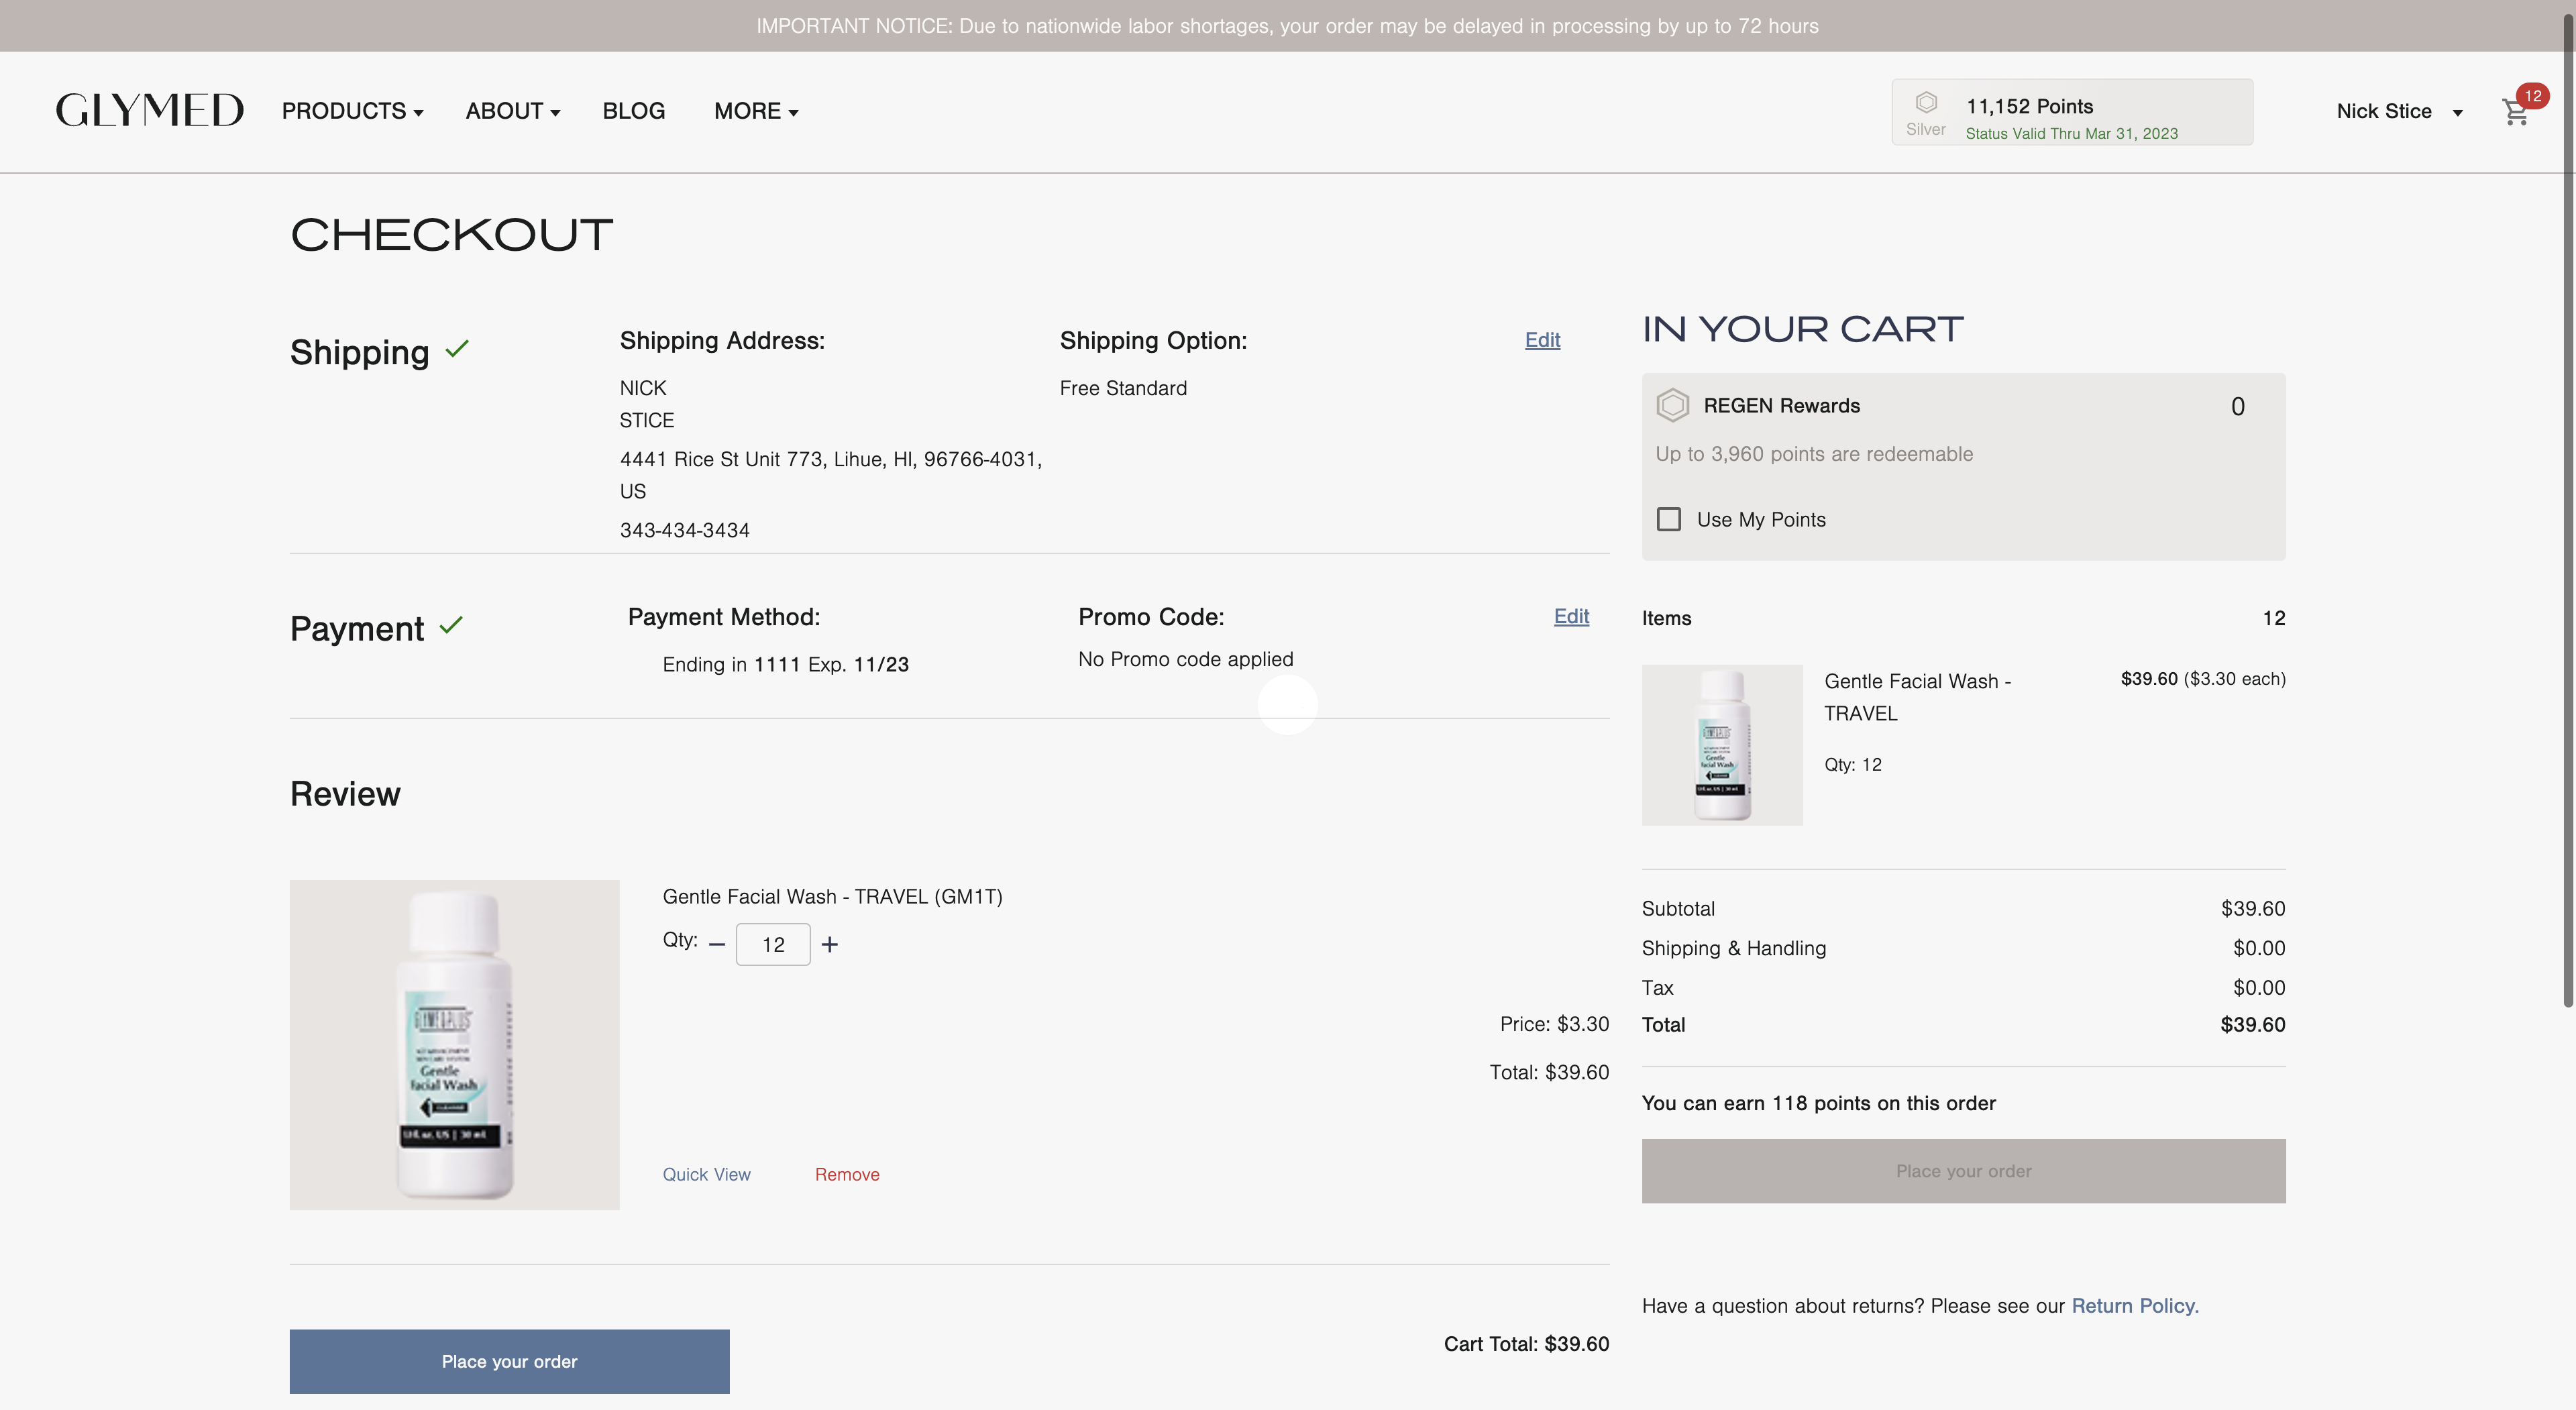 IMPORTANT NOTICE: Due to nationwide labor shortages, your order may be delayed in processing by up to 72 hours
GLYMED
PRODUCTS
ABOUT
BLOG
MORE
Silver
11,152 Points
Status Valid Thru Mar 31, 2023
Nick Stice
12
CHECKOUT
Shipping
Shipping Address:
NICK
STICE
4441 Rice St Unit 773, Lihue, HI, 96766-4031,
US
343-434-3434
Shipping Option:
Free Standard
Edit
Payment
Payment Method:
Ending in 1111 Exp. 11/23
Promo Code:
No Promo code applied
Edit
Review
GLYMED PLUS
Gentle
Facial Wash
Gentle Facial Wash - TRAVEL (GM1T)
Qty: – 12 +
Price: $3.30
Total: $39.60
Quick View
Remove
Place your order
Cart Total: $39.60
IN YOUR CART
REGEN Rewards
0
Up to 3,960 points are redeemable
Use My Points
Items
12
Gentle
Facial Wash
Gentle Facial Wash -
TRAVEL
Qty: 12
$39.60 ($3.30 each)
Subtotal
$39.60
Shipping & Handling
$0.00
Tax
$0.00
Total
$39.60
You can earn 118 points on this order
Place your order
Have a question about returns? Please see our Return Policy.